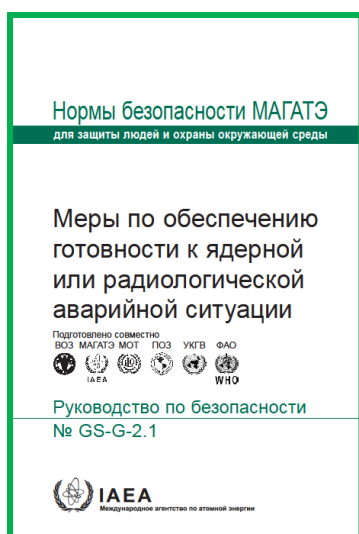 Нормы безопасности МАГАТЭ
для защиты людей и охраны окружающей среды
Меры по обеспечению
готовности к ядерной
или радиологической
аварийной ситуации
Подготовлено совместно
ВОЗ МАГАТЭ МОТ ПОЗ УКГВ ФАО
IAEA WHO
Руководство по безопасности
№ GS-G-2.1
IAEA
Международное агентство по атомной энергии